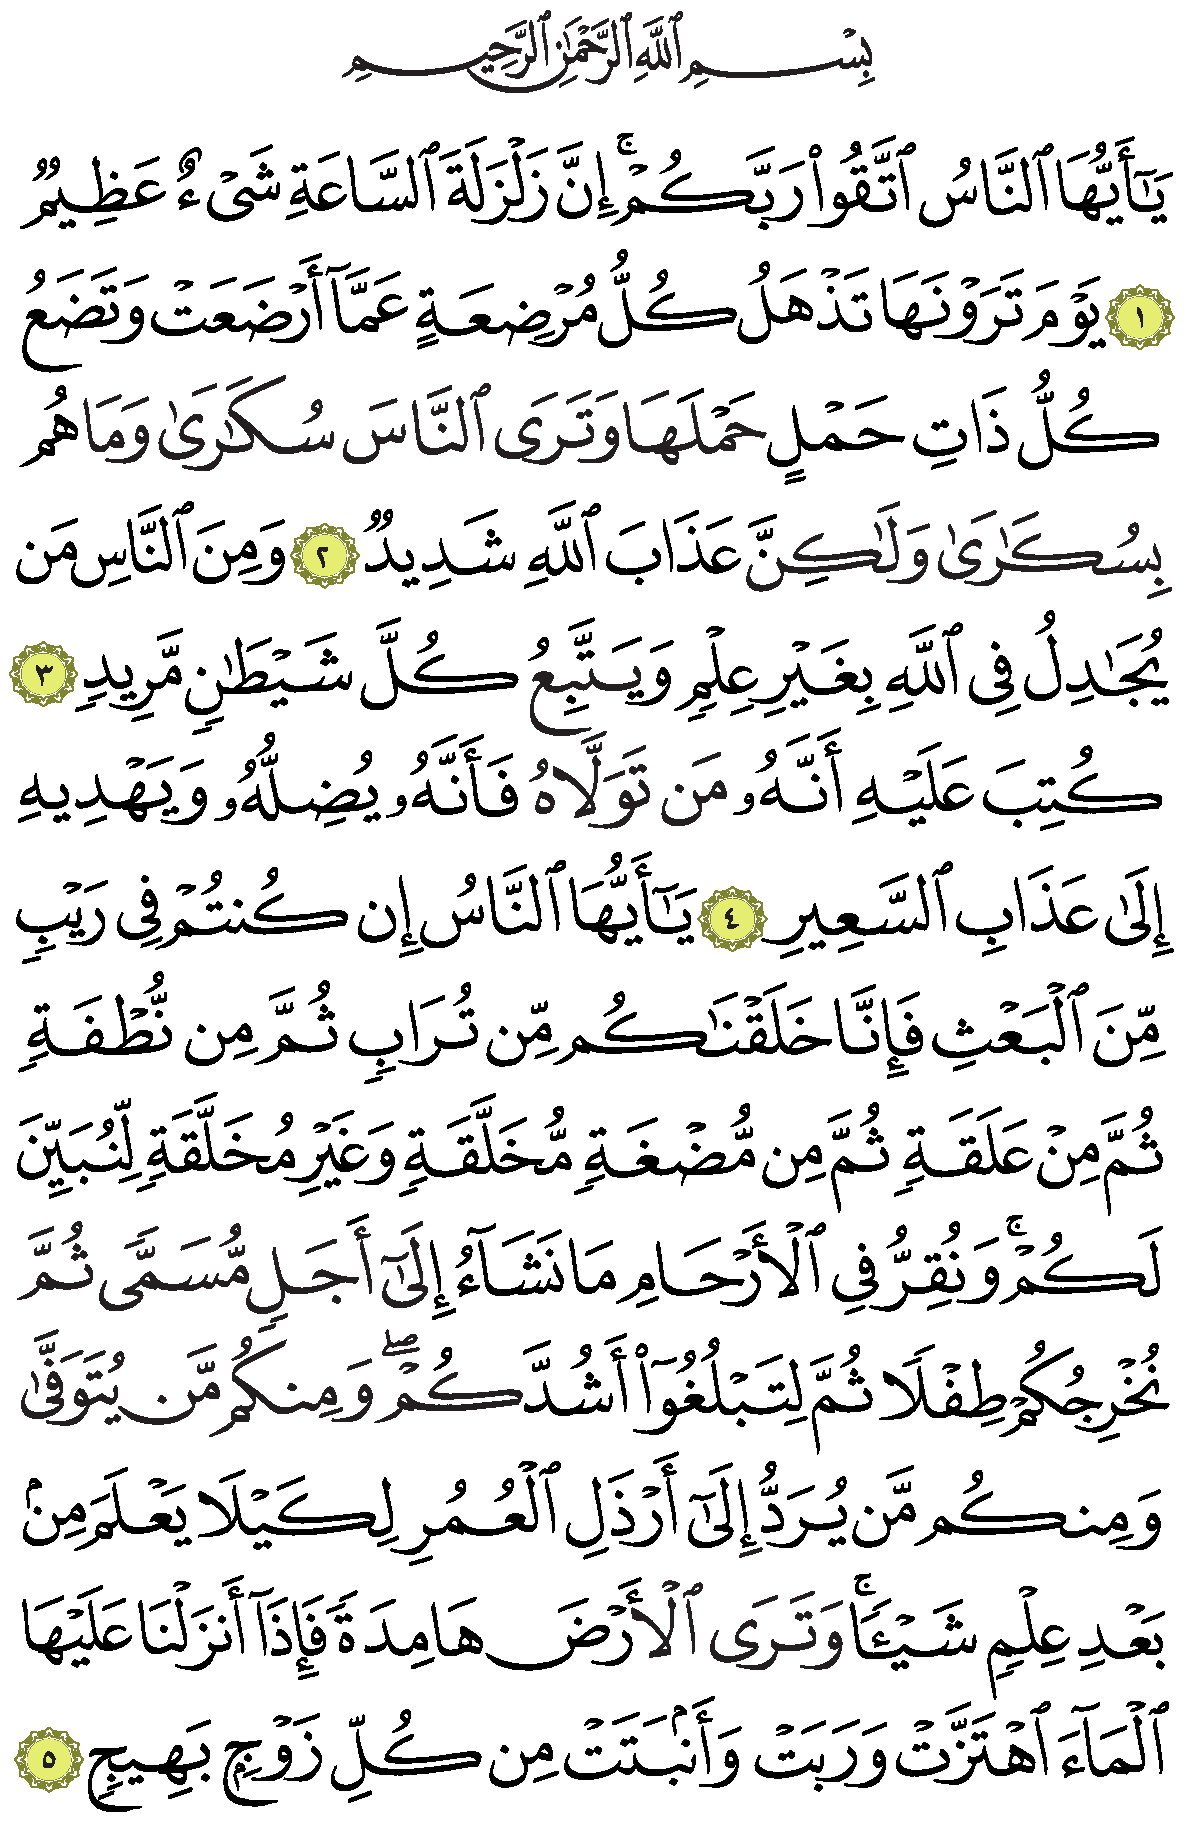 بِسْمِ ٱللَّهِ ٱلرَّحْمَٰنِ ٱلرَّحِيمِ
يَٰٓأَيُّهَا ٱلنَّاسُ ٱتَّقُوا۟ رَبَّكُمْ ۚ إِنَّ زَلْزَلَةَ ٱلسَّاعَةِ شَىْءٌ عَظِيمٌ
١ يَوْمَ تَرَوْنَهَا تَذْهَلُ كُلُّ مُرْضِعَةٍ عَمَّآ أَرْضَعَتْ وَتَضَعُ
كُلُّ ذَاتِ حَمْلٍ حَمْلَهَا وَتَرَى ٱلنَّاسَ سُكَٰرَىٰ وَمَا هُم
بِسُكَٰرَىٰ وَلَٰكِنَّ عَذَابَ ٱللَّهِ شَدِيدٌ ٢ وَمِنَ ٱلنَّاسِ مَن
يُجَٰدِلُ فِى ٱللَّهِ بِغَيْرِ عِلْمٍ وَيَتَّبِعُ كُلَّ شَيْطَٰنٍ مَّرِيدٍ ٣
كُتِبَ عَلَيْهِ أَنَّهُۥ مَن تَوَلَّاهُ فَأَنَّهُۥ يُضِلُّهُۥ وَيَهْدِيهِ
إِلَىٰ عَذَابِ ٱلسَّعِيرِ ٤ يَٰٓأَيُّهَا ٱلنَّاسُ إِن كُنتُمْ فِى رَيْبٍ
مِّنَ ٱلْبَعْثِ فَإِنَّا خَلَقْنَٰكُم مِّن تُرَابٍ ثُمَّ مِن نُّطْفَةٍ
ثُمَّ مِنْ عَلَقَةٍ ثُمَّ مِن مُّضْغَةٍ مُّخَلَّقَةٍ وَغَيْرِ مُخَلَّقَةٍ لِّنُبَيِّنَ
لَكُمْ ۚ وَنُقِرُّ فِى ٱلْأَرْحَامِ مَا نَشَآءُ إِلَىٰٓ أَجَلٍ مُّسَمًّى ثُمَّ
نُخْرِجُكُمْ طِفْلًا ثُمَّ لِتَبْلُغُوٓا۟ أَشُدَّكُمْ ۖ وَمِنكُم مَّن يُتَوَفَّىٰ
وَمِنكُم مَّن يُرَدُّ إِلَىٰٓ أَرْذَلِ ٱلْعُمُرِ لِكَيْلَا يَعْلَمَ مِنۢ
بَعْدِ عِلْمٍ شَيْـًٔا ۚ وَتَرَى ٱلْأَرْضَ هَامِدَةً فَإِذَآ أَنزَلْنَا عَلَيْهَا
ٱلْمَآءَ ٱهْتَزَّتْ وَرَبَتْ وَأَنۢبَتَتْ مِن كُلِّ زَوْجٍۭ بَهِيجٍ ٥